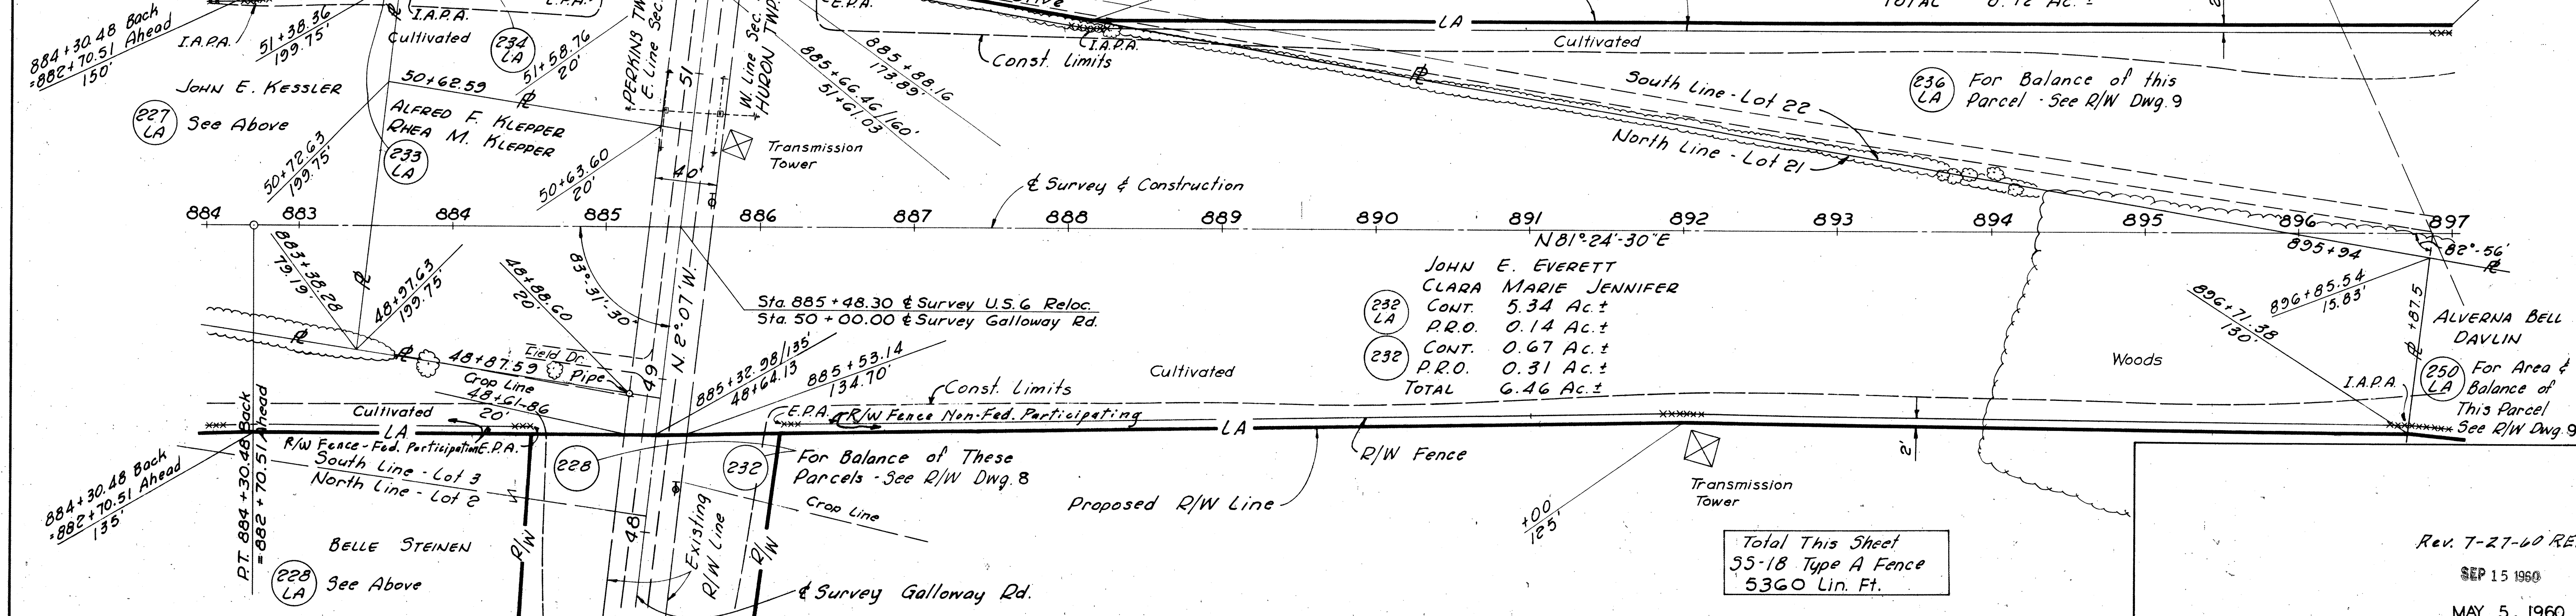 884+30.48 Back
=882+70.51 Ahead
150'
I.A.P.A.
51+38.36
199.75'
I.A.P.A.
Cultivated
234
LA
51+58.76
20'
PERKINS TWP.
E. Line Sec.
51
W. Line Sec.
HURON TWP.
E.P.A.
885+88.16
173.89'
885+66.46/160'
51+61.03
Const. Limits
I.A.P.A.
LA
Cultivated
TOTAL 0.72 Ac. ±
South Line - Lot 22
North Line - Lot 21
236
LA
For Balance of this
Parcel - See R/W Dwg. 9
JOHN E. KESSLER
227
LA
See Above
50+62.59
ALFRED F. KLEPPER
RHEA M. KLEPPER
233
LA
50+72.63
199.75'
50+63.60
20'
Transmission
Tower
40'
℄ Survey & Construction
884 883 884 885 886 887 888 889 890 891 892 893 894 895 896 897
N 81°-24'-30"E
895+94
82°-56'
883+38.28
79.19'
48+97.63
199.75'
48+88.60
20'
83°-31'-30"
N. 2°-07' W.
Sta. 885+48.30 ℄ Survey U.S.6 Reloc.
Sta. 50+00.00 ℄ Survey Galloway Rd.
JOHN E. EVERETT
CLARA MARIE JENNIFER
232
LA
CONT. 5.34 Ac.±
P.R.O. 0.14 Ac.±
232
CONT. 0.67 Ac.±
P.R.O. 0.31 Ac.±
TOTAL 6.46 Ac.±
896+85.54
15.83'
896+71.38
130'
+87.5
ALVERNA BELL
DAVLIN
250
LA
For Area &
Balance of
This Parcel
See R/W Dwg. 9
I.A.P.A.
Woods
Field Dr.
Pipe
48+87.59
Crop Line
48+61.86
20'
49
885+32.98/135'
48+64.13
885+53.14
134.70'
Const. Limits
Cultivated
Cultivated
E.P.A.
R/W Fence Non-Fed. Participating
LA
LA
R/W Fence-Fed. Participation
E.P.A.
South Line - Lot 3
North Line - Lot 2
228
232
For Balance of These
Parcels - See R/W Dwg. 8
R/W Fence
2'
Proposed R/W Line
Transmission
Tower
+00
125'
Crop Line
884+30.48 Back
=882+70.51 Ahead
135'
P.T. 884+30.48 Back
=882+70.51 Ahead
BELLE STEINEN
228
LA
See Above
R/W
48
Existing
R/W Line
R/W
℄ Survey Galloway Rd.
Total This Sheet
SS-18 Type A Fence
5360 Lin. Ft.
Rev. 7-27-60
SEP 15 1960
MAY 5, 1960